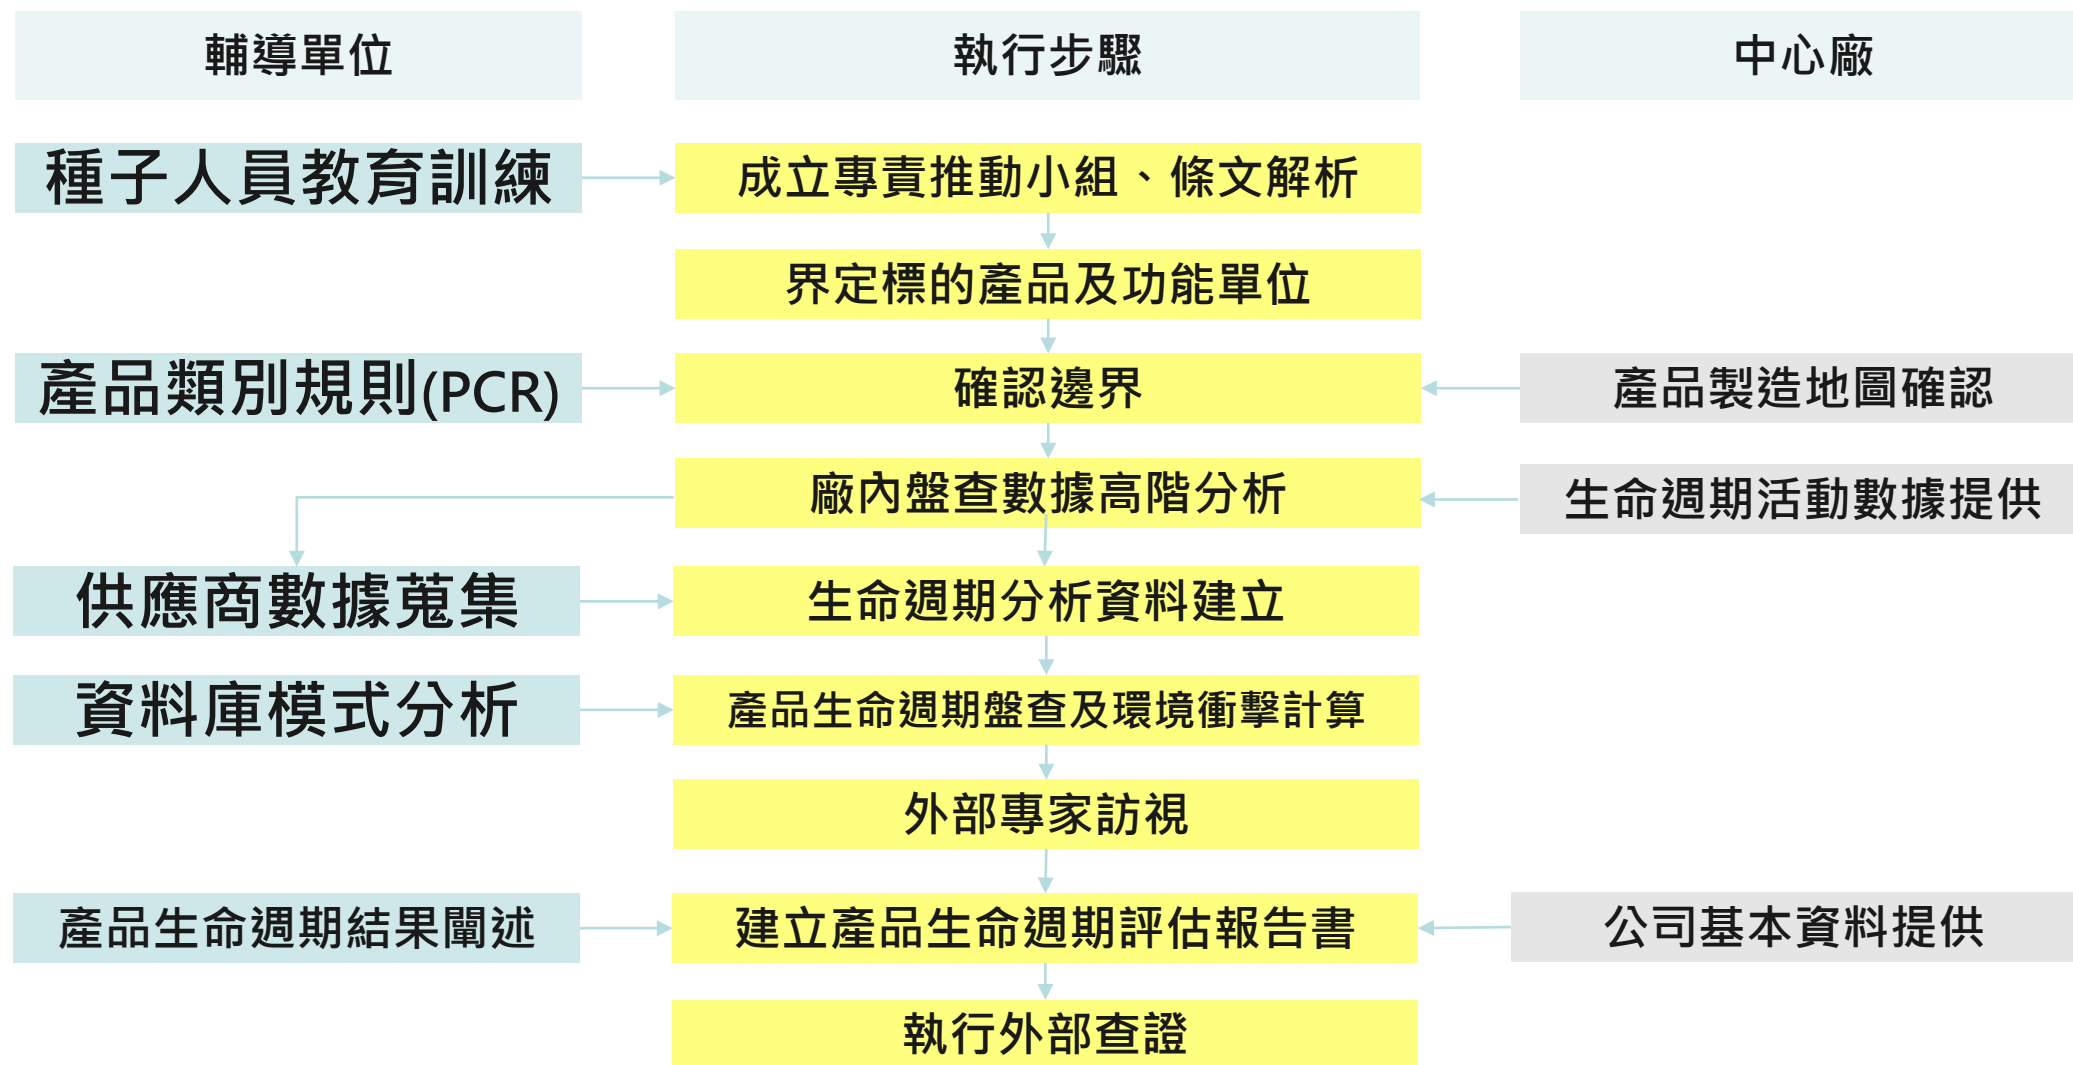 輔導單位
執行步驟
中心廠
種子人員教育訓練
成立專責推動小組、條文解析
界定標的產品及功能單位
產品類別規則(PCR)
確認邊界
產品製造地圖確認
廠內盤查數據高階分析
生命週期活動數據提供
供應商數據蒐集
生命週期分析資料建立
資料庫模式分析
產品生命週期盤查及環境衝擊計算
外部專家訪視
產品生命週期結果闡述
建立產品生命週期評估報告書
公司基本資料提供
執行外部查證